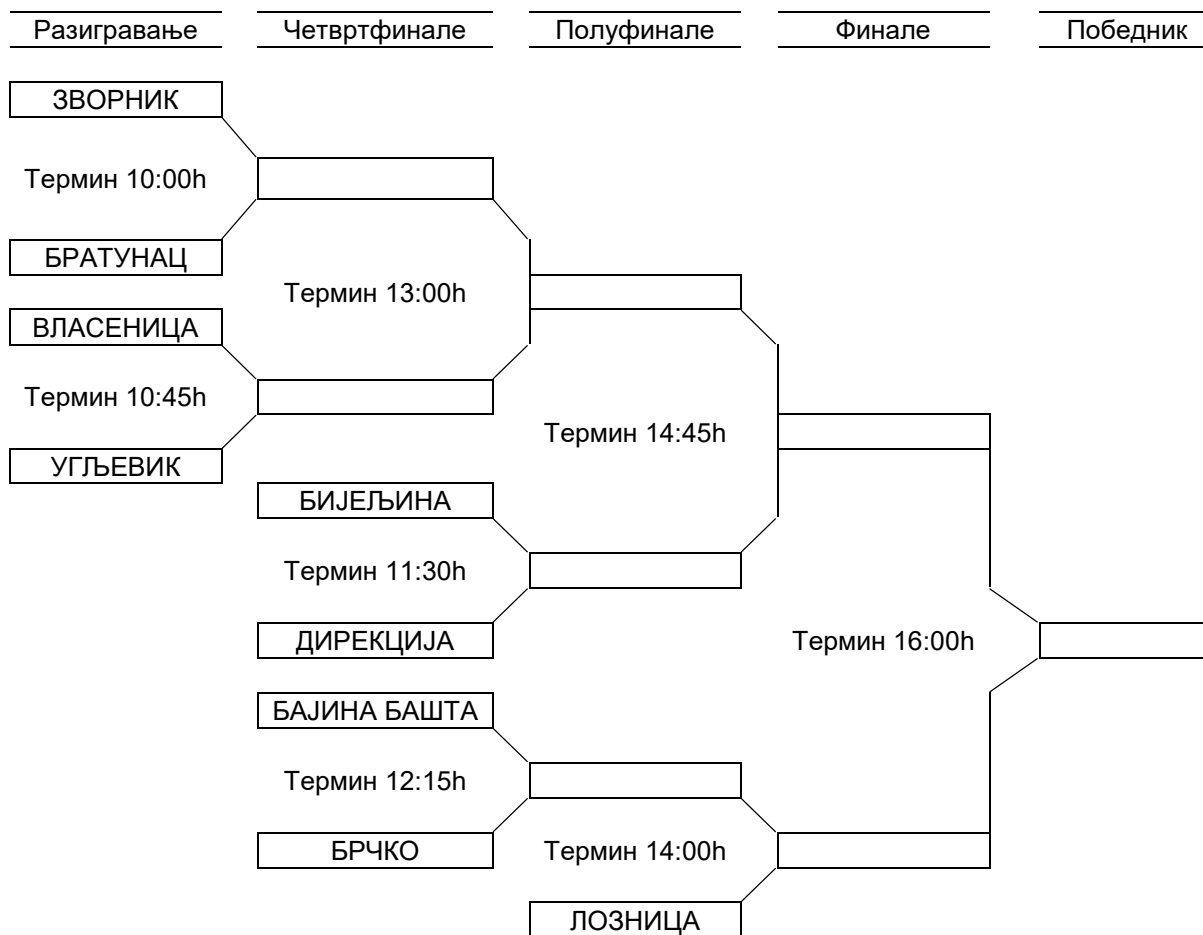 Разигравање
Четвртфинале
Полуфинале
Финале
Победник
ЗВОРНИК
Термин 10:00h
БРАТУНАЦ
Термин 13:00h
ВЛАСЕНИЦА
Термин 10:45h
Термин 14:45h
УГЉЕВИК
БИЈЕЉИНА
Термин 11:30h
ДИРЕКЦИЈА
Термин 16:00h
БАЈИНА БАШТА
Термин 12:15h
БРЧКО
Термин 14:00h
ЛОЗНИЦА